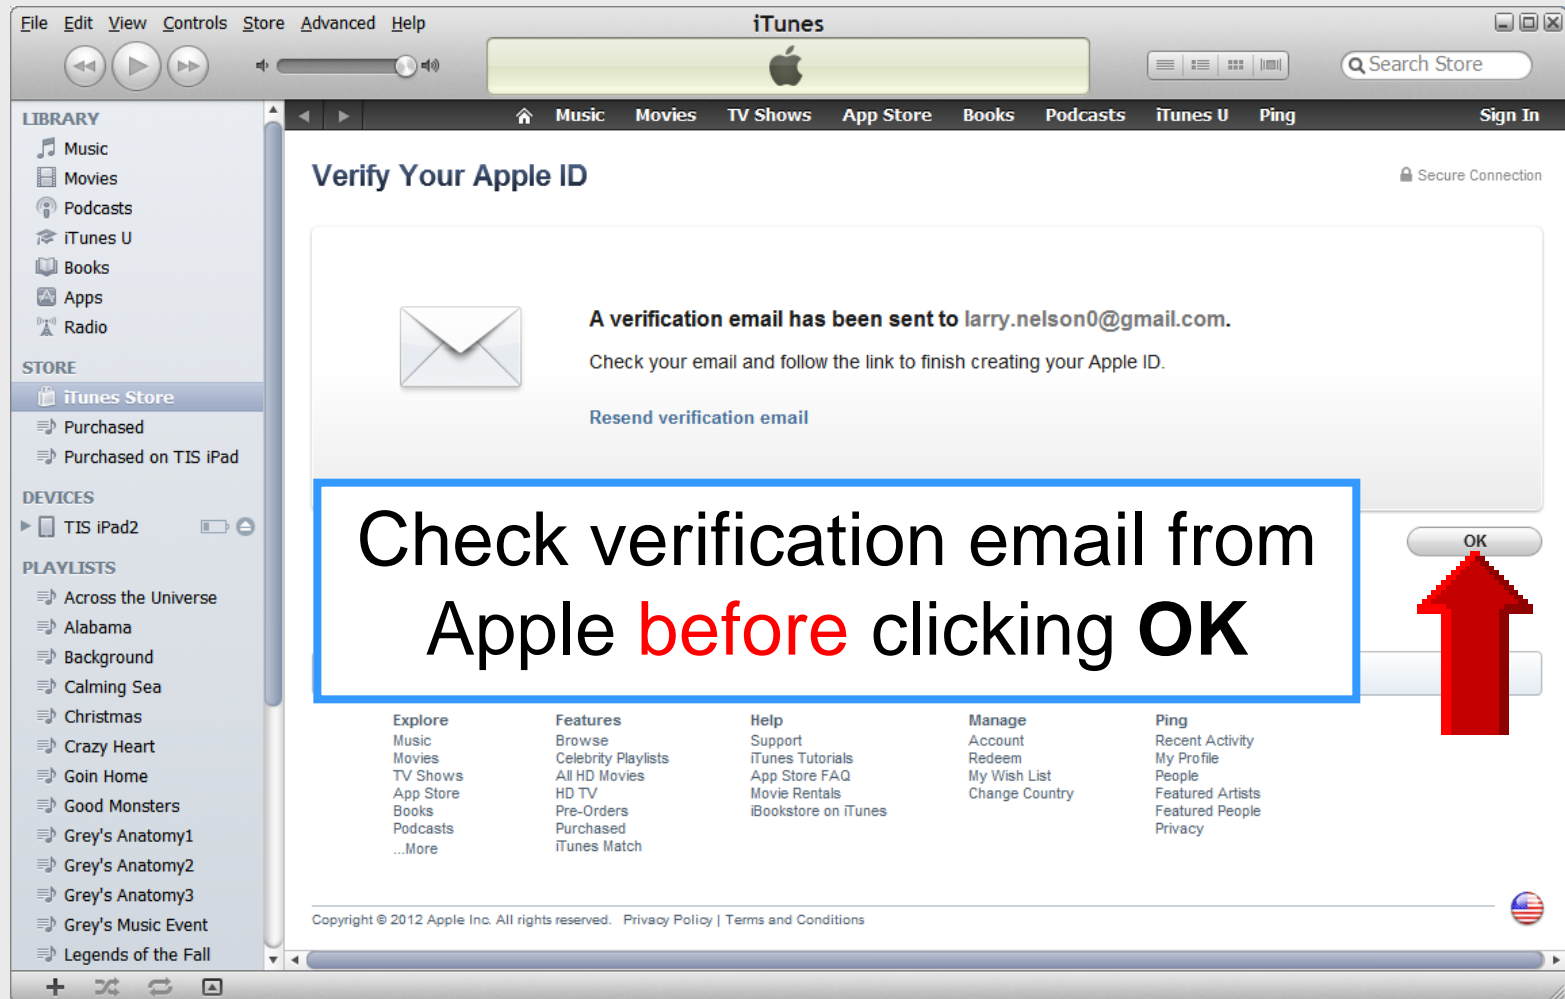 File Edit View Controls Store Advanced Help
iTunes
Search Store
Music Movies TV Shows App Store Books Podcasts iTunes U Ping Sign In
LIBRARY
Music
Movies
Podcasts
iTunes U
Books
Apps
Radio
STORE
iTunes Store
Purchased
Purchased on TIS iPad
DEVICES
TIS iPad2
PLAYLISTS
Across the Universe
Alabama
Background
Calming Sea
Christmas
Crazy Heart
Goin Home
Good Monsters
Grey's Anatomy1
Grey's Anatomy2
Grey's Anatomy3
Grey's Music Event
Legends of the Fall
Verify Your Apple ID
Secure Connection
A verification email has been sent to larry.nelson0@gmail.com.
Check your email and follow the link to finish creating your Apple ID.
Resend verification email
Check verification email from
Apple before clicking OK
OK
Explore
Music
Movies
TV Shows
App Store
Books
Podcasts
...More
Features
Browse
Celebrity Playlists
All HD Movies
HD TV
Pre-Orders
Purchased
iTunes Match
Help
Support
iTunes Tutorials
App Store FAQ
Movie Rentals
iBookstore on iTunes
Manage
Account
Redeem
My Wish List
Change Country
Ping
Recent Activity
My Profile
People
Featured Artists
Featured People
Privacy
Copyright © 2012 Apple Inc. All rights reserved. Privacy Policy | Terms and Conditions